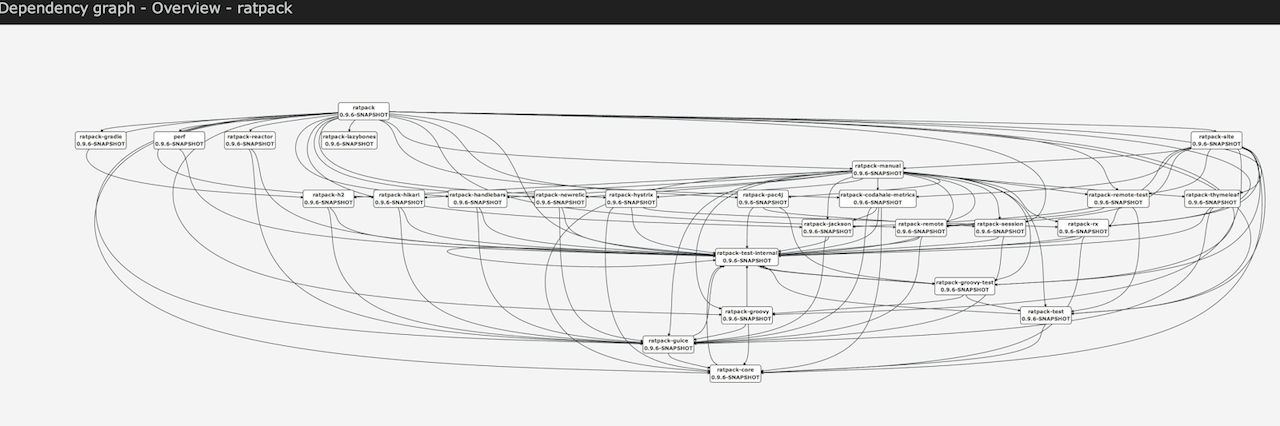 Dependency graph - Overview - ratpack
ratpack
0.9.6-SNAPSHOT
ratpack-gradle
0.9.6-SNAPSHOT
perf
0.9.6-SNAPSHOT
ratpack-reactor
0.9.6-SNAPSHOT
ratpack-lazybones
0.9.6-SNAPSHOT
ratpack-site
0.9.6-SNAPSHOT
ratpack-manual
0.9.6-SNAPSHOT
ratpack-h2
0.9.6-SNAPSHOT
ratpack-hikari
0.9.6-SNAPSHOT
ratpack-handlebars
0.9.6-SNAPSHOT
ratpack-newrelic
0.9.6-SNAPSHOT
ratpack-hystrix
0.9.6-SNAPSHOT
ratpack-pac4j
0.9.6-SNAPSHOT
ratpack-codahale-metrics
0.9.6-SNAPSHOT
ratpack-remote-test
0.9.6-SNAPSHOT
ratpack-thymeleaf
0.9.6-SNAPSHOT
ratpack-jackson
0.9.6-SNAPSHOT
ratpack-remote
0.9.6-SNAPSHOT
ratpack-session
0.9.6-SNAPSHOT
ratpack-rx
0.9.6-SNAPSHOT
ratpack-test-internal
0.9.6-SNAPSHOT
ratpack-groovy-test
0.9.6-SNAPSHOT
ratpack-groovy
0.9.6-SNAPSHOT
ratpack-test
0.9.6-SNAPSHOT
ratpack-guice
0.9.6-SNAPSHOT
ratpack-core
0.9.6-SNAPSHOT